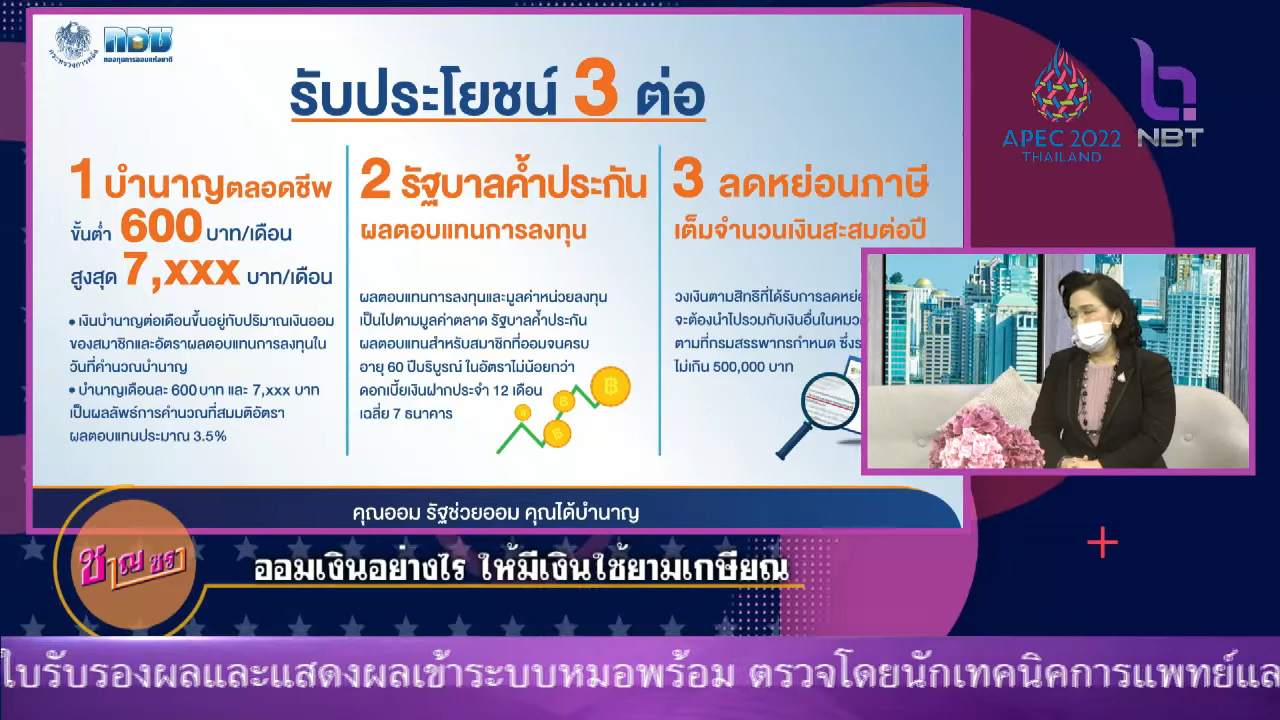 กระทรวงการคลัง
กอช
กองทุนการออมแห่งชาติ
รับประโยชน์ 3 ต่อ
1 บำนาญตลอดชีพ
ขั้นต่ำ 600 บาท/เดือน
สูงสุด 7,xxx บาท/เดือน
• เงินบำนาญต่อเดือนขึ้นอยู่กับปริมาณเงินออม
ของสมาชิกและอัตราผลตอบแทนการลงทุนใน
วันที่คำนวณบำนาญ
• บำนาญเดือนละ 600 บาท และ 7,xxx บาท
เป็นผลลัพธ์การคำนวณที่สมมติอัตรา
ผลตอบแทนประมาณ 3.5%
2 รัฐบาลค้ำประกัน
ผลตอบแทนการลงทุน
ผลตอบแทนการลงทุนและมูลค่าหน่วยลงทุน
เป็นไปตามมูลค่าตลาด รัฐบาลค้ำประกัน
ผลตอบแทนสำหรับสมาชิกที่ออมจนครบ
อายุ 60 ปีบริบูรณ์ ในอัตราไม่น้อยกว่า
ดอกเบี้ยเงินฝากประจำ 12 เดือน
เฉลี่ย 7 ธนาคาร
3 ลดหย่อนภาษี
เต็มจำนวนเงินสะสมต่อปี
วงเงินตามสิทธิที่ได้รับการลดหย่
จะต้องนำไปรวมกับเงินอื่นในหมว
ตามที่กรมสรรพากรกำหนด ซึ่งร
ไม่เกิน 500,000 บาท
คุณออม รัฐช่วยออม คุณได้บำนาญ
APEC 2022
THAILAND
NBT
ชาญ ชรา
ออมเงินอย่างไร ให้มีเงินใช้ยามเกษียณ
ใบรับรองผลและแสดงผลเข้าระบบหมอพร้อม ตรวจโดยนักเทคนิคการแพทย์แล